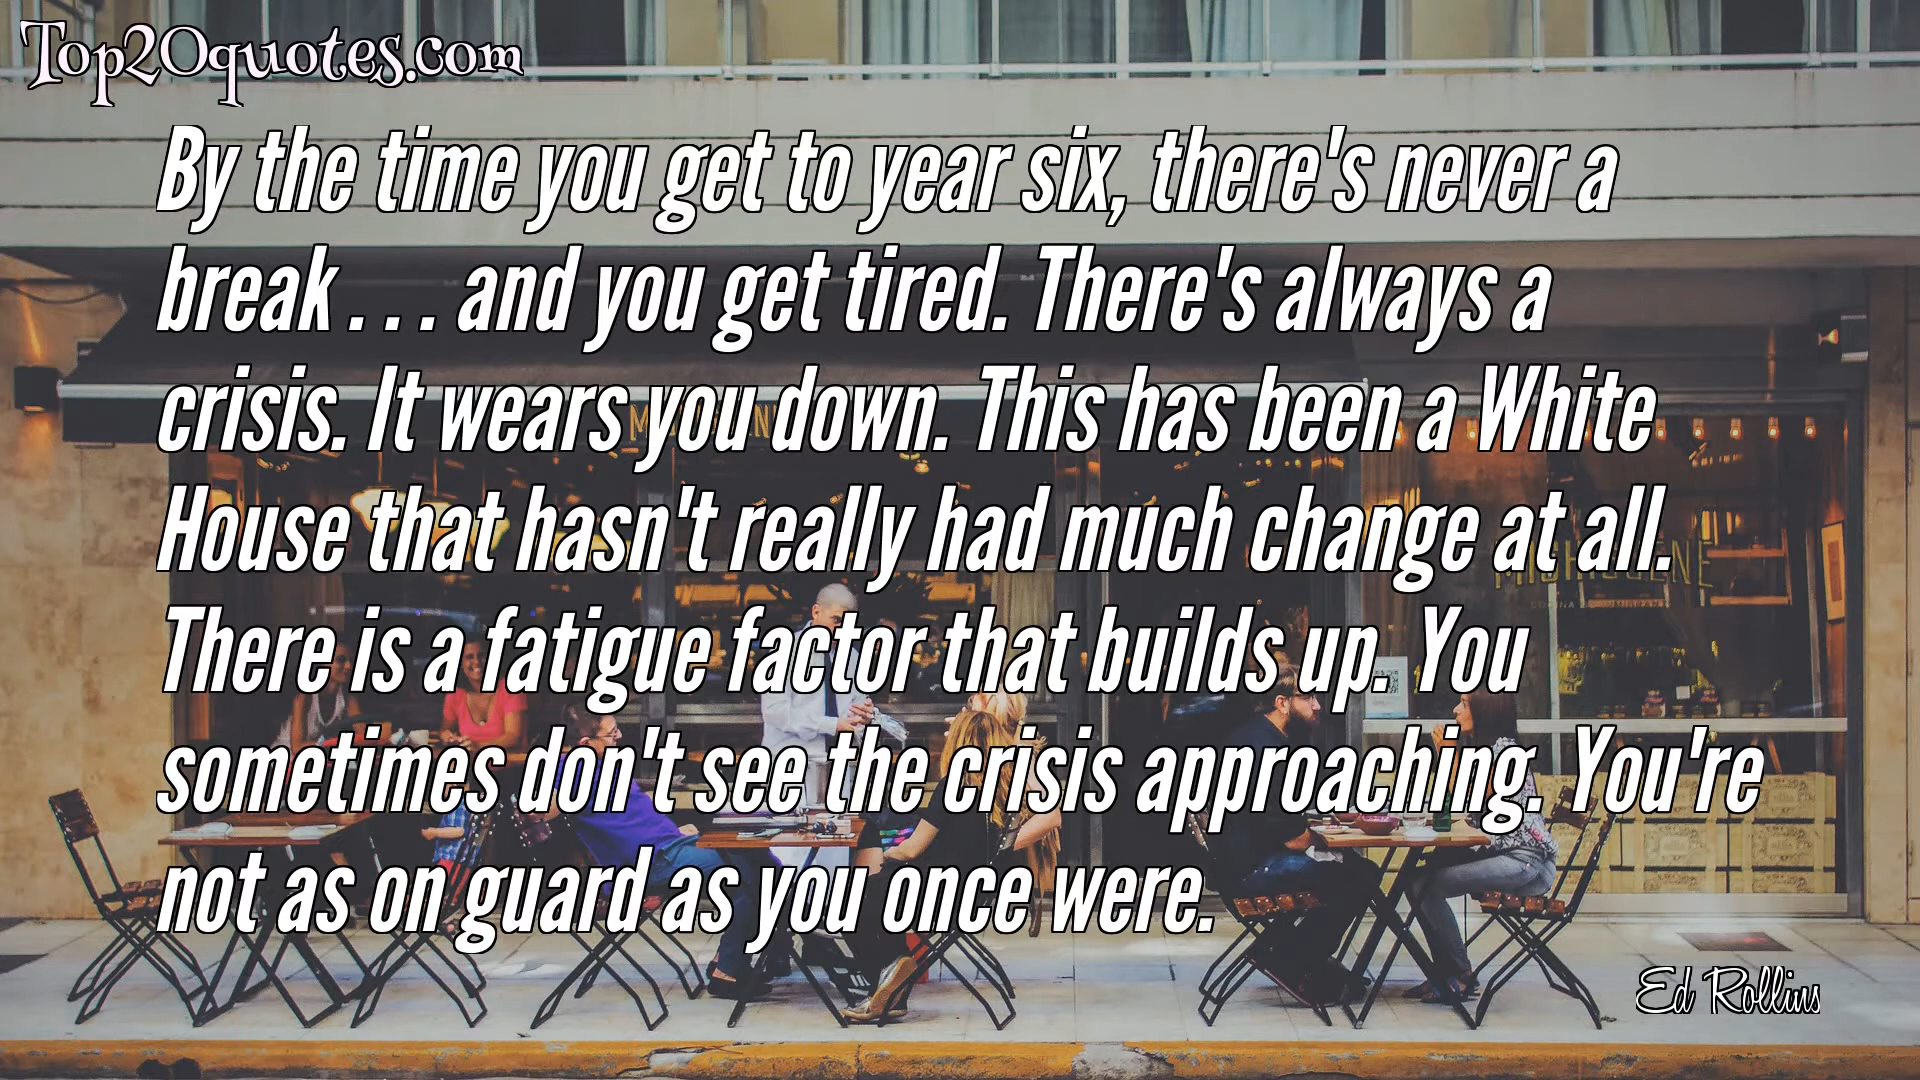 Top20quotes.com
By the time you get to year six, there's never a
break . . . and you get tired. There's always a
crisis. It wears you down. This has been a White
House that hasn't really had much change at all.
There is a fatigue factor that builds up. You
sometimes don't see the crisis approaching. You're
not as on guard as you once were.
Ed Rollins